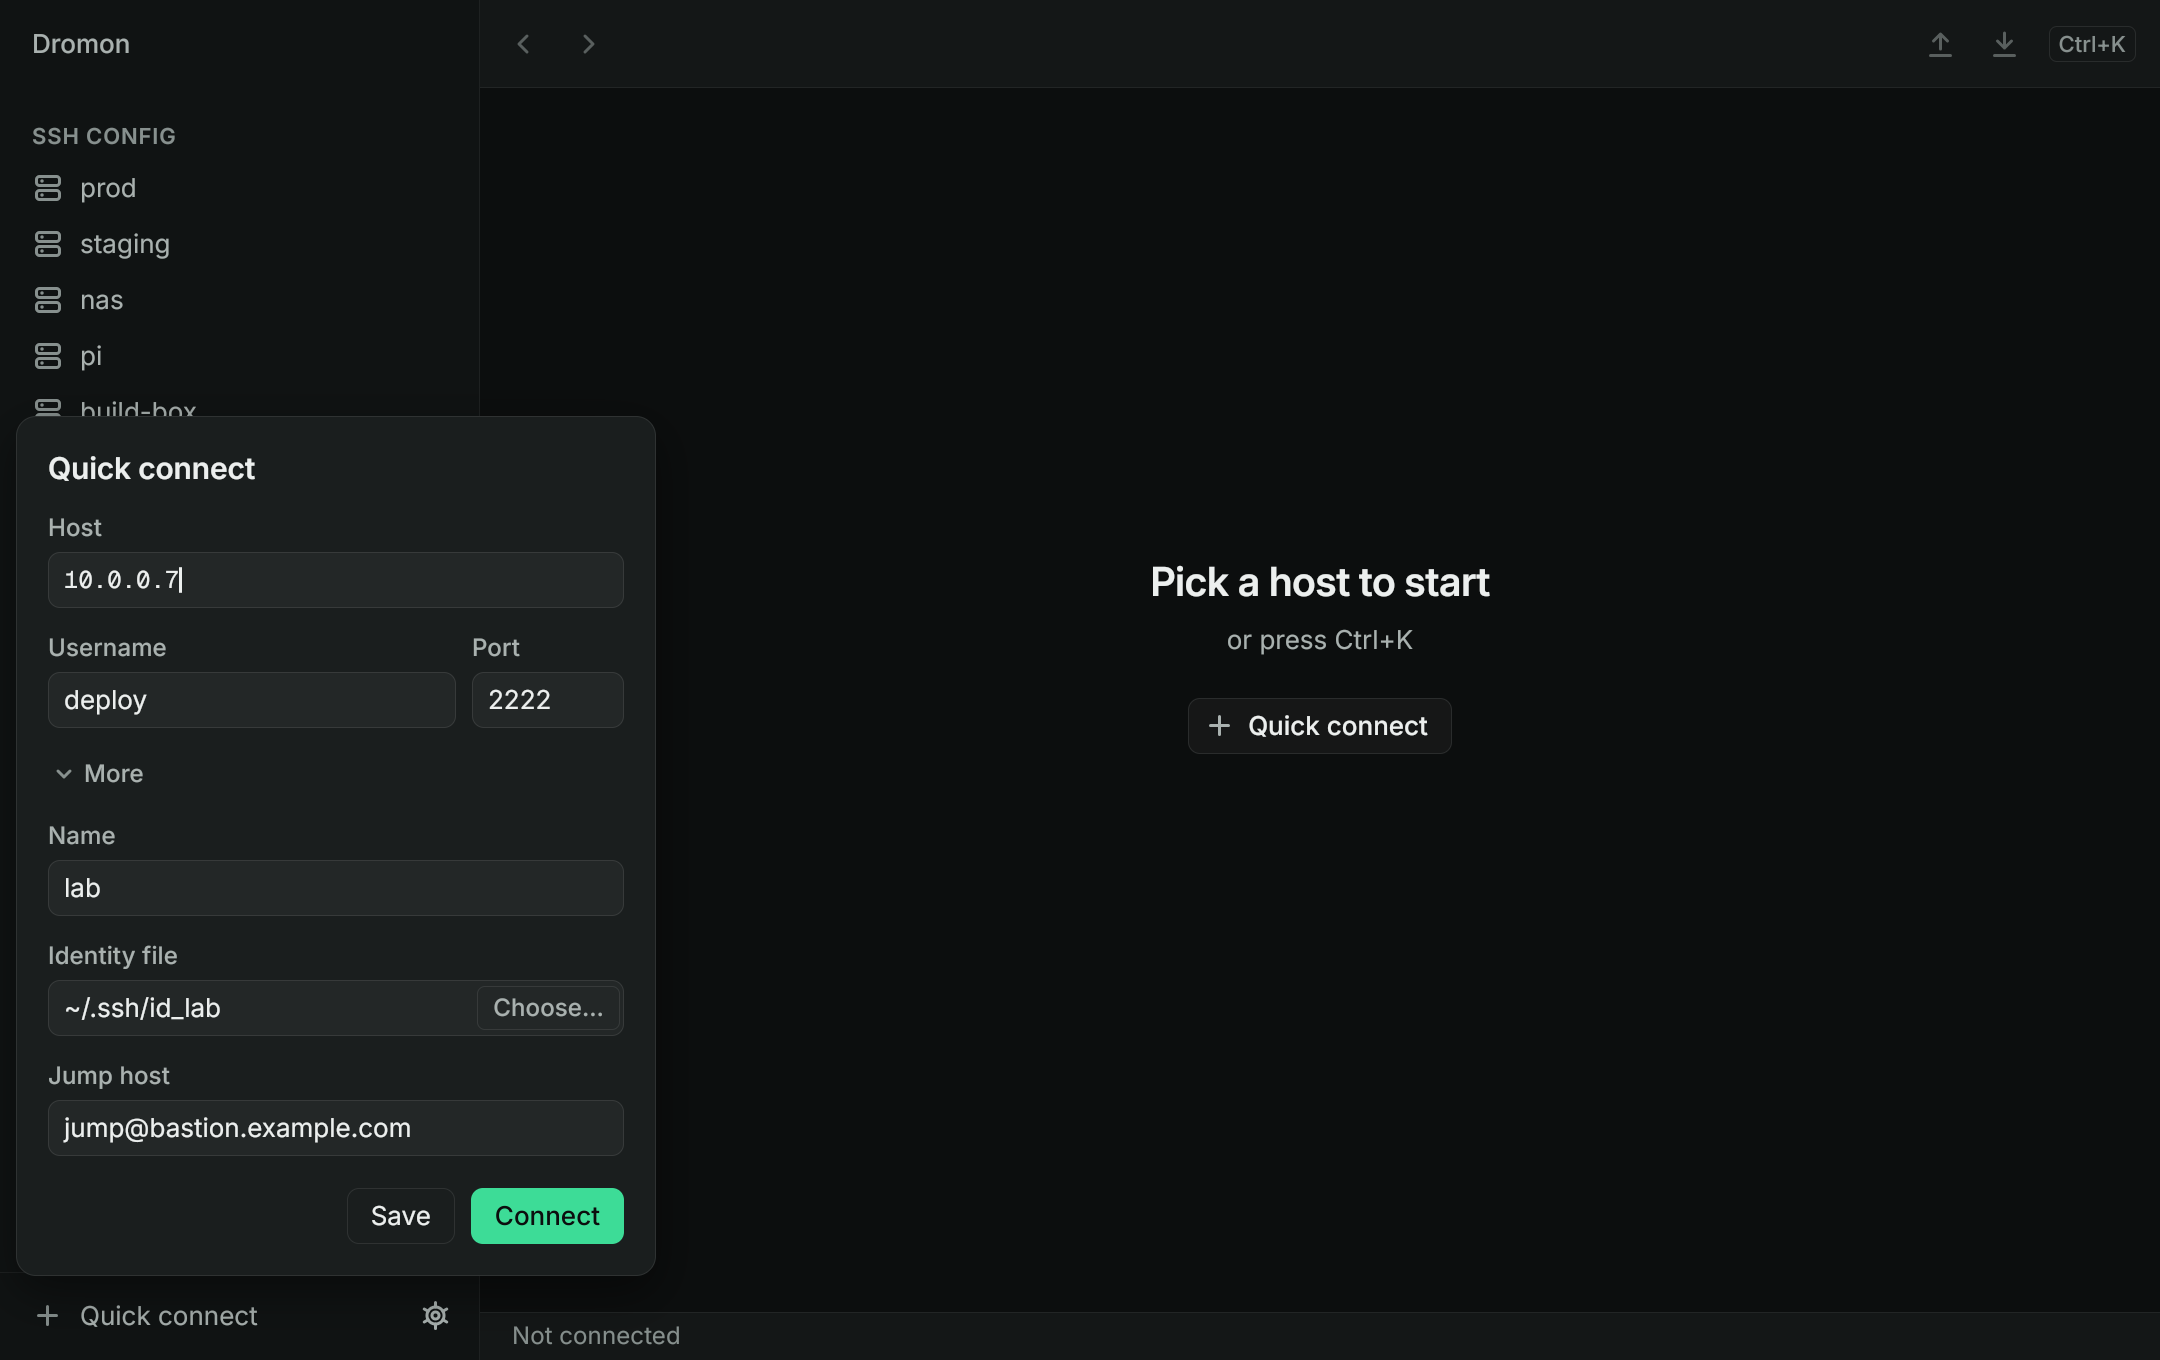 Dromon
Ctrl+K
SSH CONFIG
prod
staging
nas
pi
build-box
Quick connect
Host
10.0.0.7
Username Port
deploy 2222
More
Name
lab
Identity file
~/.ssh/id_lab Choose...
Jump host
jump@bastion.example.com
Save Connect
Quick connect
Pick a host to start
or press Ctrl+K
Quick connect
Not connected